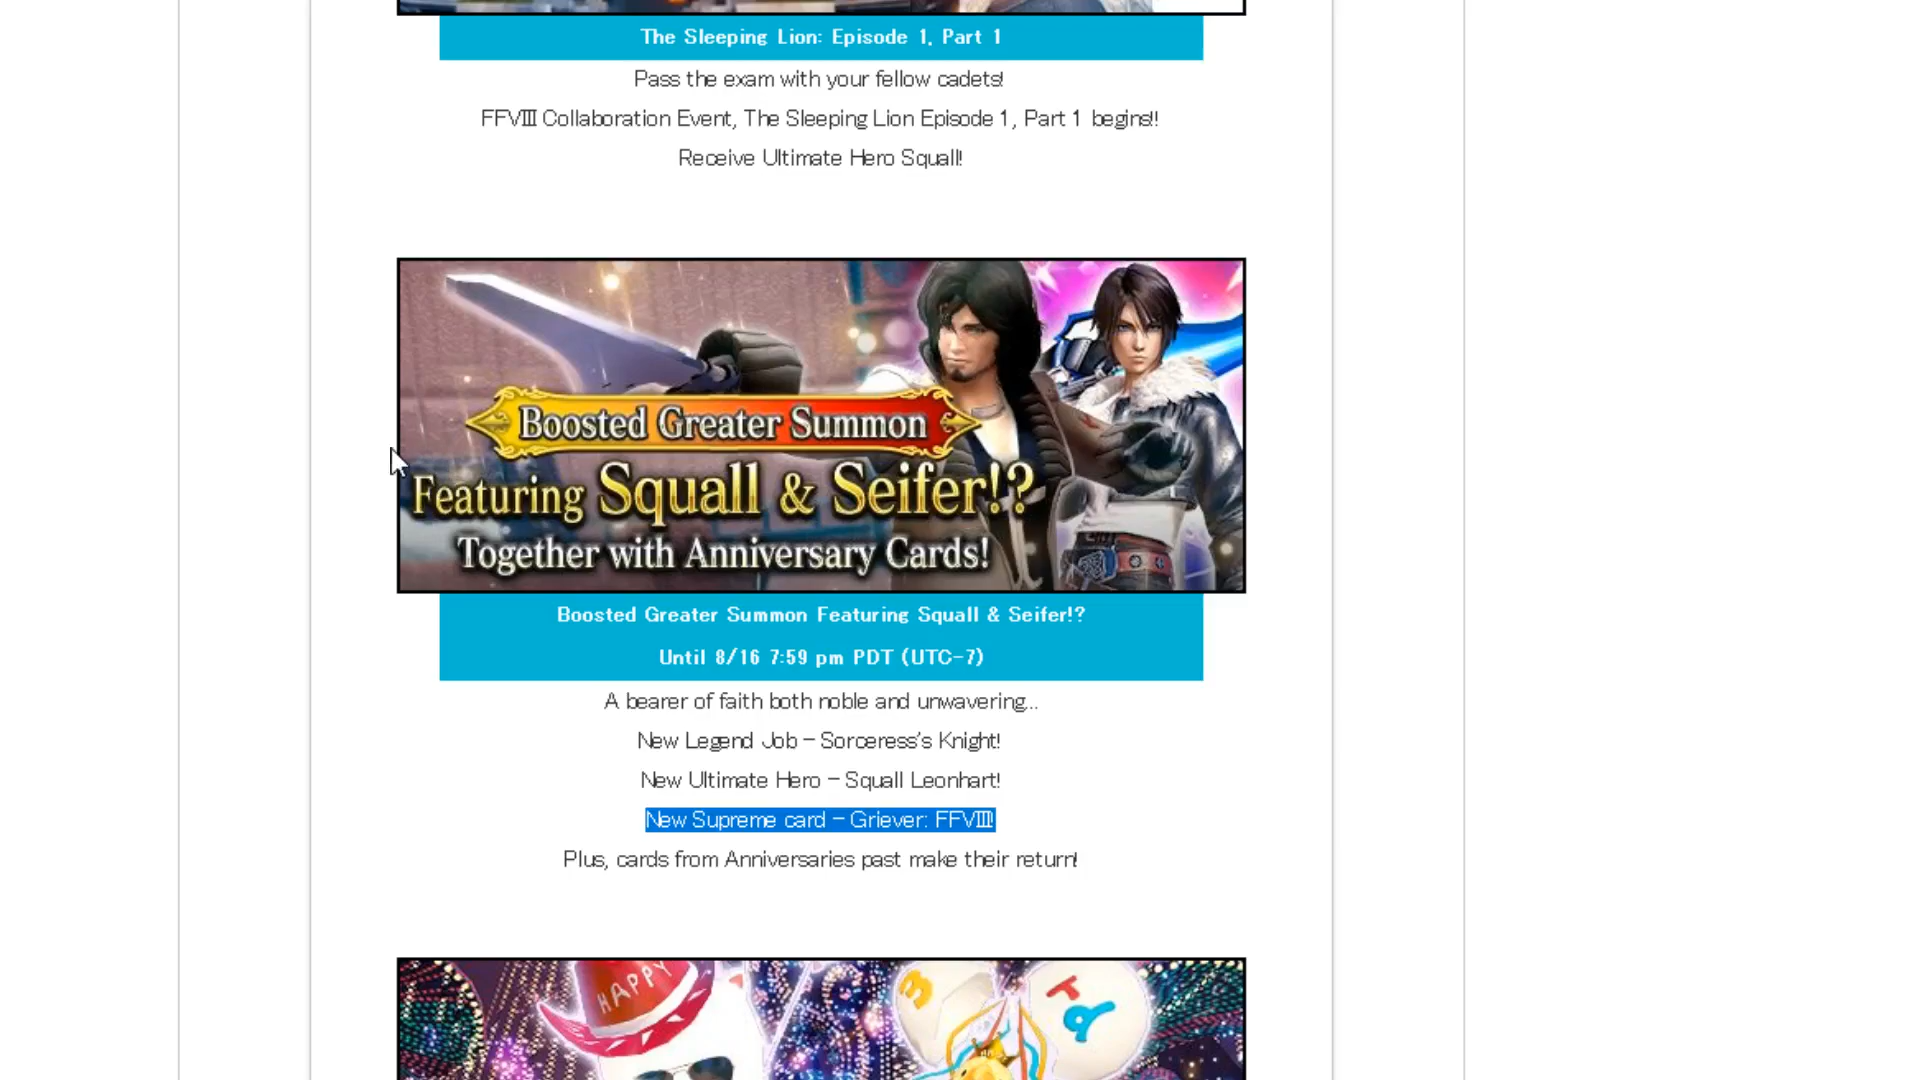 The Sleeping Lion: Episode 1, Part 1
Pass the exam with your fellow cadets!
FFVIII Collaboration Event, The Sleeping Lion Episode 1, Part 1 begins!!
Receive Ultimate Hero Squall!
Boosted Greater Summon
Featuring Squall & Seifer!?
Together with Anniversary Cards!
Boosted Greater Summon Featuring Squall & Seifer!?
Until 8/16 7:59 pm PDT (UTC-7)
A bearer of faith both noble and unwavering...
New Legend Job - Sorceress's Knight!
New Ultimate Hero - Squall Leonhart!
New Supreme card - Griever: FFVIII!
Plus, cards from Anniversaries past make their return!
HAPPY